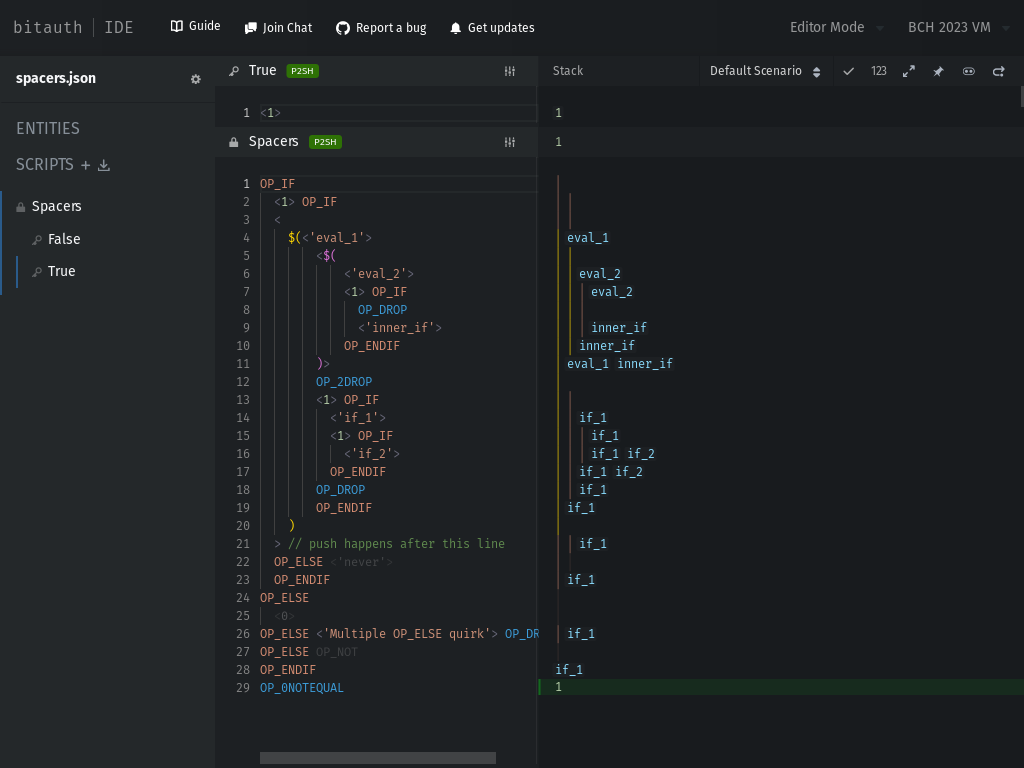 bitauth | IDE Guide Join Chat Report a bug Get updates Editor Mode BCH 2023 VM
spacers.json
ENTITIES
SCRIPTS +
Spacers
False
True
True P2SH
1 <1>
Spacers P2SH
1 OP_IF
2 <1> OP_IF
3 <
4 $(<'eval_1'>
5 <$(
6 <'eval_2'>
7 <1> OP_IF
8 OP_DROP
9 <'inner_if'>
10 OP_ENDIF
11 )>
12 OP_2DROP
13 <1> OP_IF
14 <'if_1'>
15 <1> OP_IF
16 <'if_2'>
17 OP_ENDIF
18 OP_DROP
19 OP_ENDIF
20 )
21 > // push happens after this line
22 OP_ELSE <'never'>
23 OP_ENDIF
24 OP_ELSE
25 <0>
26 OP_ELSE <'Multiple OP_ELSE quirk'> OP_DR
27 OP_ELSE OP_NOT
28 OP_ENDIF
29 OP_0NOTEQUAL
Stack Default Scenario 123
1
1
eval_1
eval_2
eval_2
inner_if
inner_if
eval_1 inner_if
if_1
if_1
if_1 if_2
if_1 if_2
if_1
if_1
if_1
if_1
if_1
if_1
1